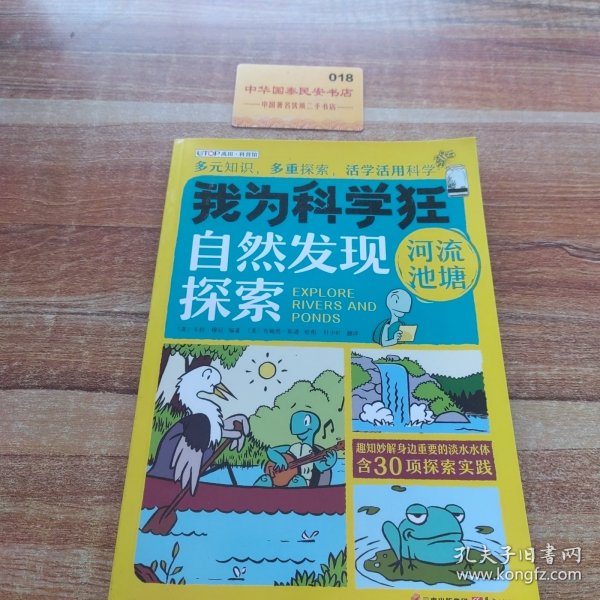 018
中华国泰民安书店
中国著名优质二手书店
UTOP
多元知识，多重探索，活学活用科学
我为科学狂
自然发现
探索
河流
池塘
EXPLORE
RIVERS AND
PONDS
趣知妙解身边重要的淡水水体
含30项探索实践
孔夫子旧书网
www.kongfz.com